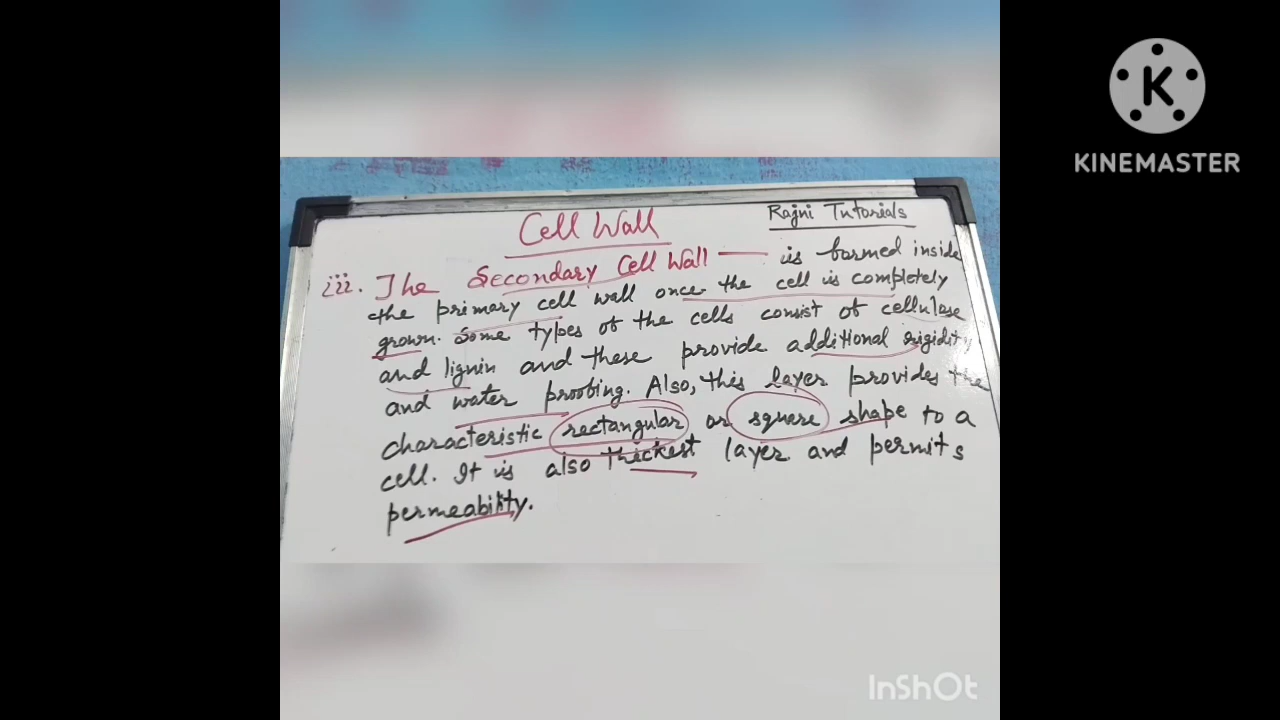 Cell Wall
Rajni Tutorials
iii. The Secondary Cell Wall — is formed inside
the primary cell wall once the cell is completely
grown. Some types of the cells consist of cellulose
and lignin and these provide additional rigidity
and water proofing. Also, this layer provides the
characteristic rectangular or square shape to a
cell. It is also thickest layer and permits
permeability.
K
KINEMASTER
InShOt